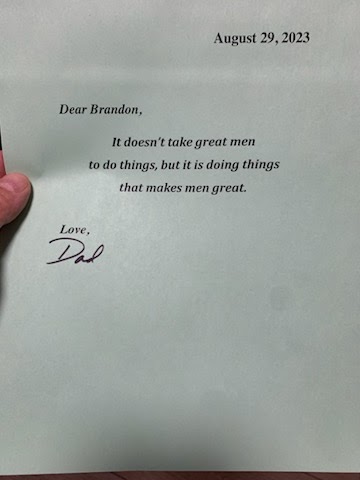 August 29, 2023
Dear Brandon,
It doesn't take great men
to do things, but it is doing things
that makes men great.
Love,
Dad